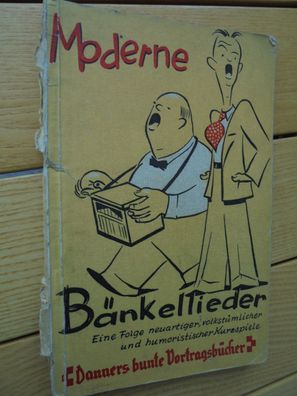 Moderne
Bänkellieder
Eine Folge neuartiger, volkstümlicher
und humoristischer Kurzspiele
Danners bunte Vortragsbücher